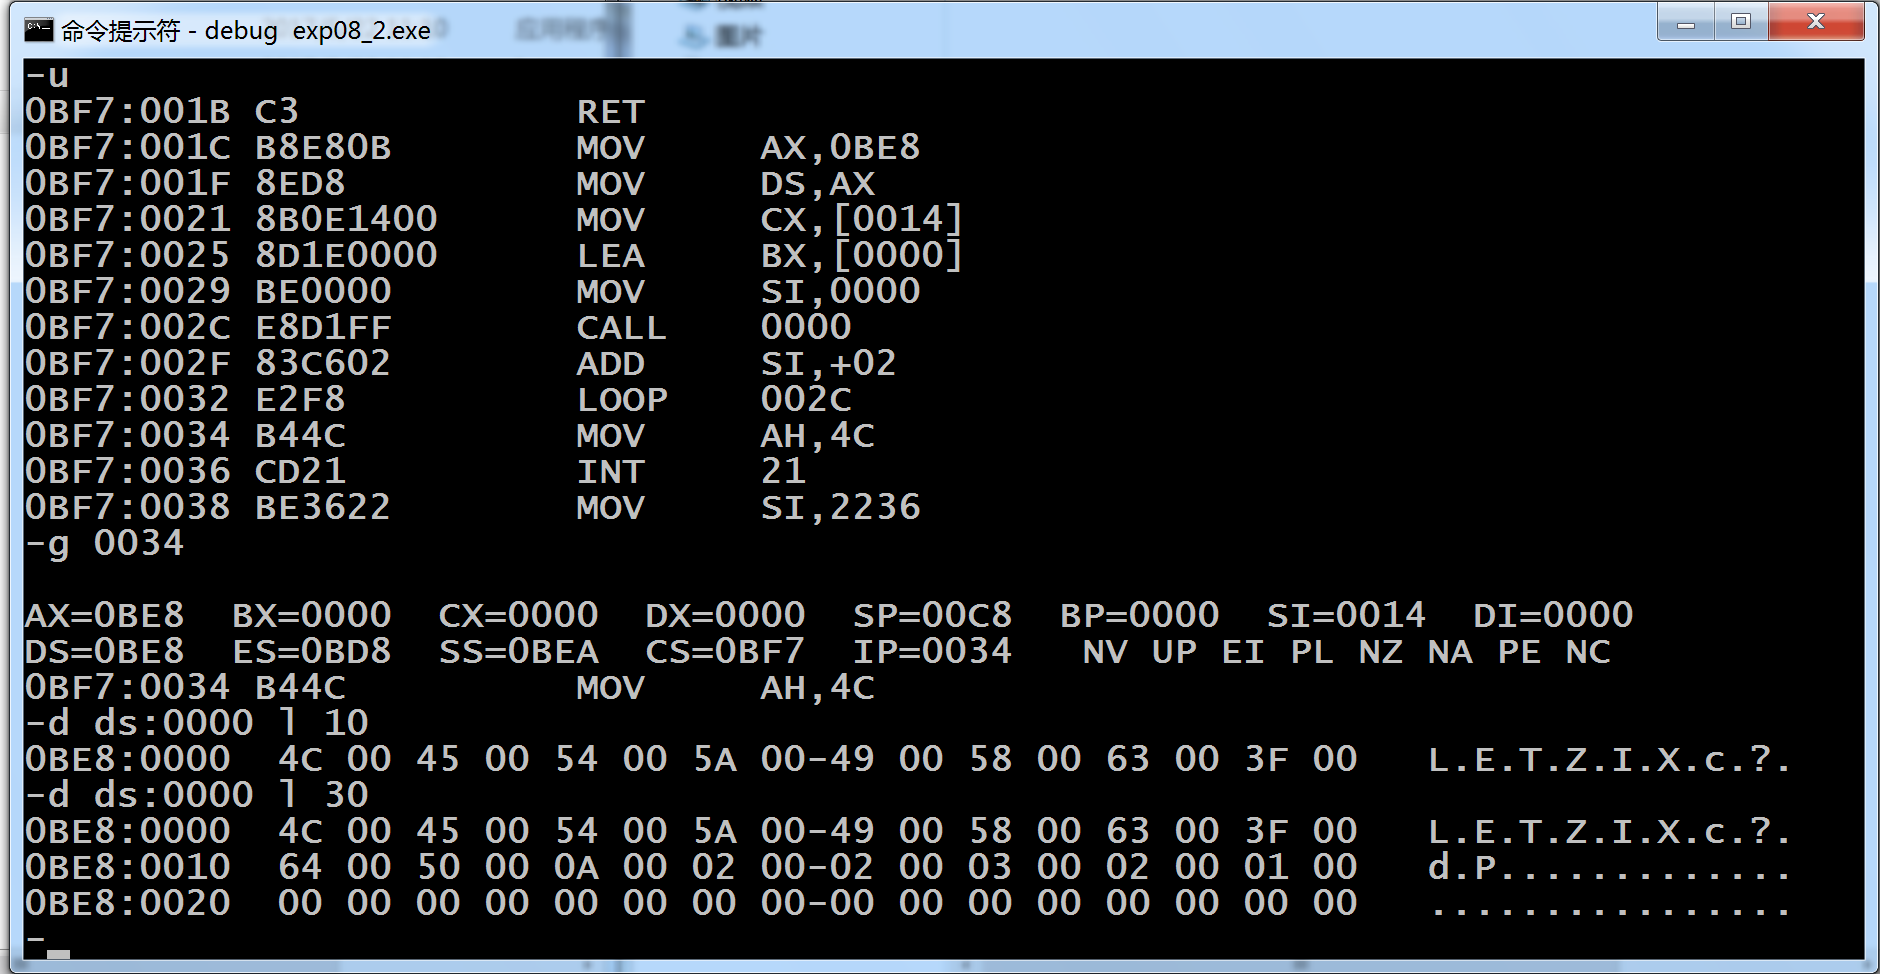 命令提示符 - debug  exp08_2.exe
应用程序
图片
-u
0BF7:001B C3            RET
0BF7:001C B8E80B        MOV     AX,0BE8
0BF7:001F 8ED8          MOV     DS,AX
0BF7:0021 8B0E1400      MOV     CX,[0014]
0BF7:0025 8D1E0000      LEA     BX,[0000]
0BF7:0029 BE0000        MOV     SI,0000
0BF7:002C E8D1FF        CALL    0000
0BF7:002F 83C602        ADD     SI,+02
0BF7:0032 E2F8          LOOP    002C
0BF7:0034 B44C          MOV     AH,4C
0BF7:0036 CD21          INT     21
0BF7:0038 BE3622        MOV     SI,2236
-g 0034
AX=0BE8  BX=0000  CX=0000  DX=0000  SP=00C8  BP=0000  SI=0014  DI=0000
DS=0BE8  ES=0BD8  SS=0BEA  CS=0BF7  IP=0034   NV UP EI PL NZ NA PE NC
0BF7:0034 B44C          MOV     AH,4C
-d ds:0000 l 10
0BE8:0000  4C 00 45 00 54 00 5A 00-49 00 58 00 63 00 3F 00   L.E.T.Z.I.X.c.?.
-d ds:0000 l 30
0BE8:0000  4C 00 45 00 54 00 5A 00-49 00 58 00 63 00 3F 00   L.E.T.Z.I.X.c.?.
0BE8:0010  64 00 50 00 0A 00 02 00-02 00 03 00 02 00 01 00   d.P.............
0BE8:0020  00 00 00 00 00 00 00 00-00 00 00 00 00 00 00 00   ................
-